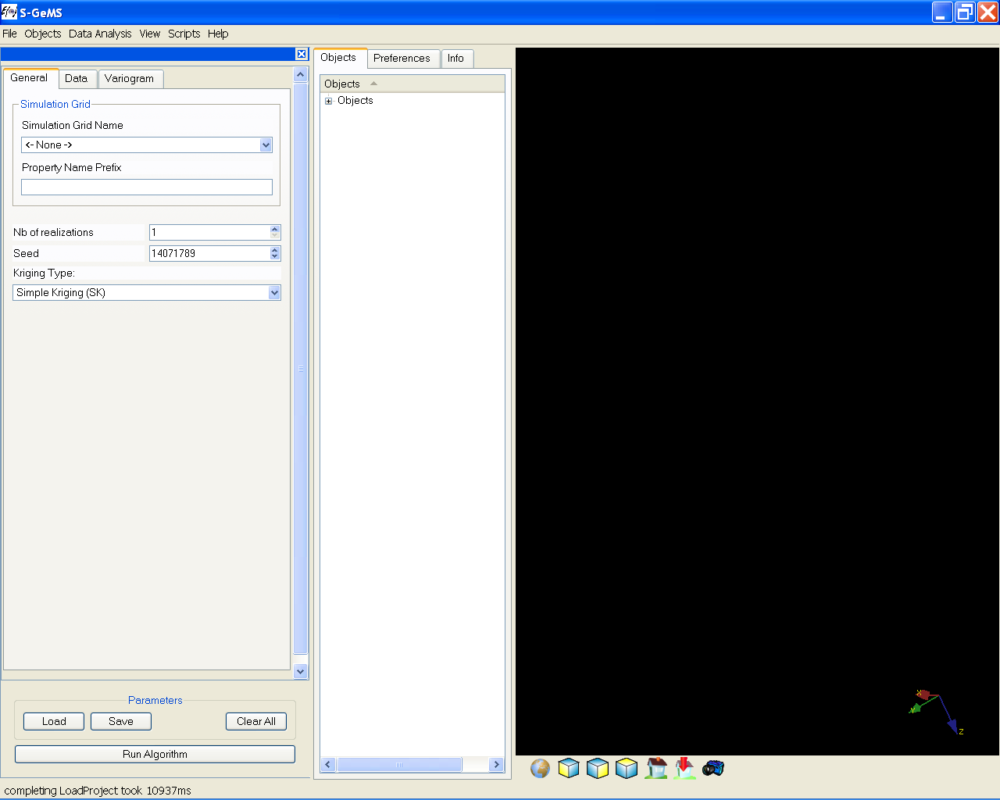 S-GeMS
File Objects Data Analysis View Scripts Help
General Data Variogram
Simulation Grid
Simulation Grid Name
<- None ->
Property Name Prefix
Nb of realizations 1
Seed 14071789
Kriging Type:
Simple Kriging (SK)
Parameters
Load Save Clear All
Run Algorithm
Objects Preferences Info
Objects
Objects
X
Y
Z
completing LoadProject took 10937ms